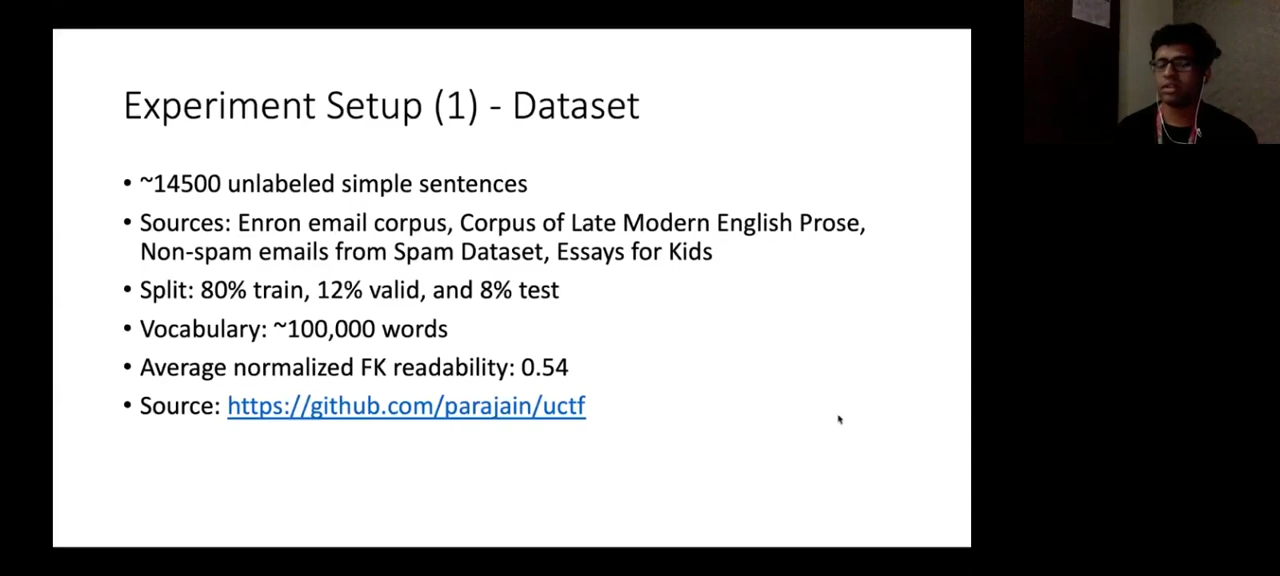 Experiment Setup (1) - Dataset
• ~14500 unlabeled simple sentences
• Sources: Enron email corpus, Corpus of Late Modern English Prose,
Non-spam emails from Spam Dataset, Essays for Kids
• Split: 80% train, 12% valid, and 8% test
• Vocabulary: ~100,000 words
• Average normalized FK readability: 0.54
• Source: https://github.com/parajain/uctf